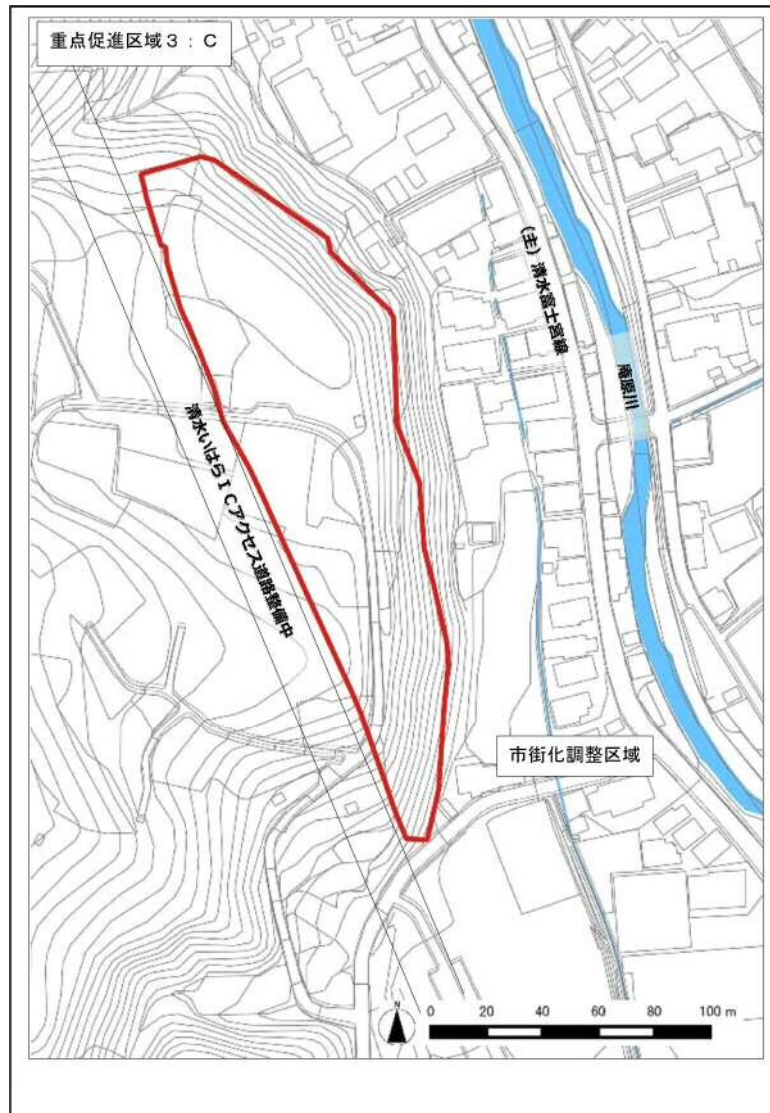 重点促進区域3：C
(主)清水富士宮線
庵原川
清水いはらICアクセス道路整備中
市街化調整区域
N
0 20 40 60 80 100 m